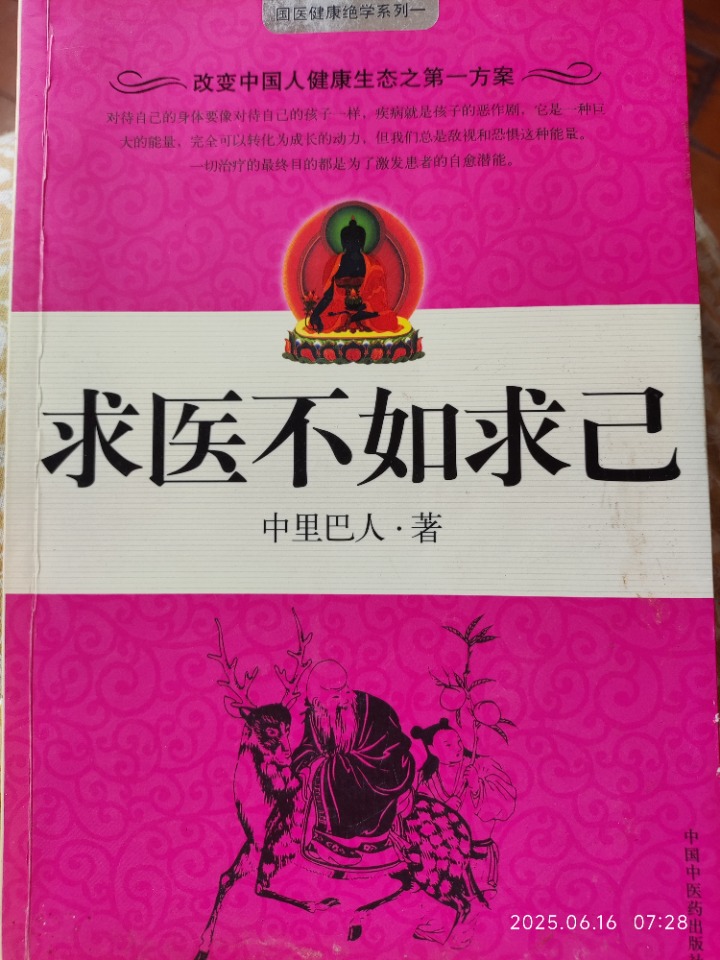 国医健康绝学系列一
改变中国人健康生态之第一方案
对待自己的身体要像对待自己的孩子一样，疾病就是孩子的恶作剧，它是一种巨
大的能量，完全可以转化为成长的动力，但我们总是敌视和恐惧这种能量。
一切治疗的最终目的都是为了激发患者的自愈潜能。
求医不如求己
中里巴人·著
中国中医药出版社
2025.06.16 07:28